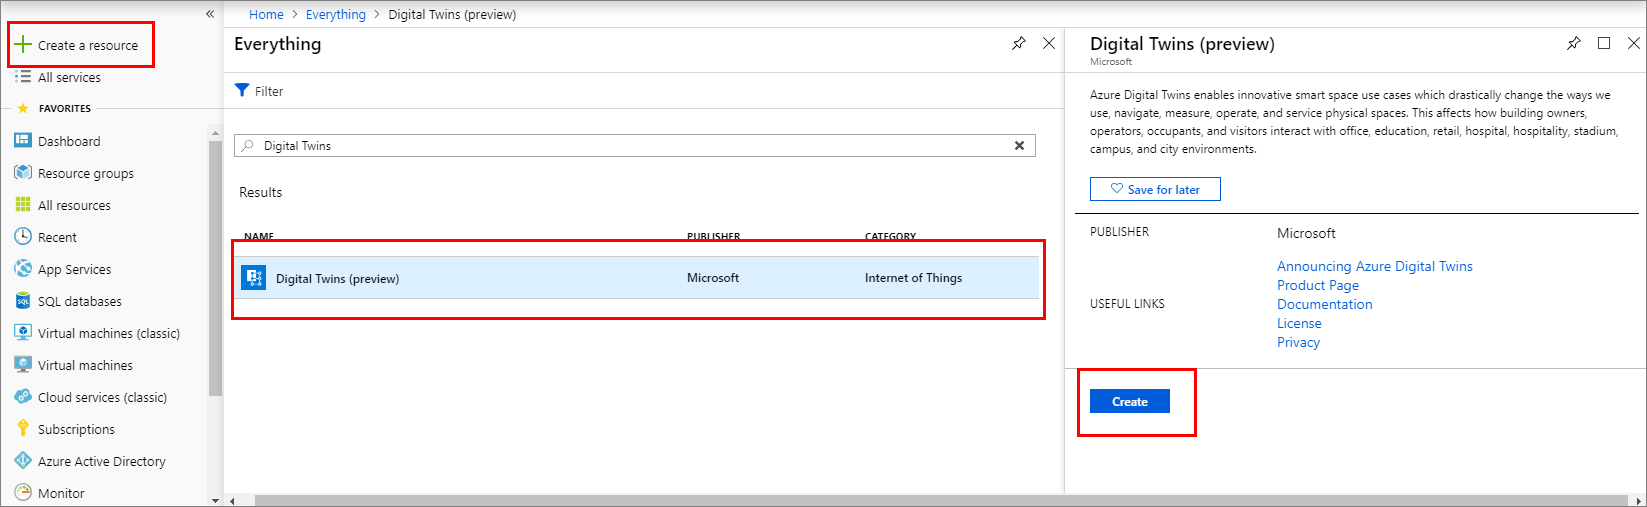 Create a resource
All services
FAVORITES
Dashboard
Resource groups
All resources
Recent
App Services
SQL databases
Virtual machines (classic)
Virtual machines
Cloud services (classic)
Subscriptions
Azure Active Directory
Monitor
Home > Everything > Digital Twins (preview)
Everything
Filter
Digital Twins
Results
NAME PUBLISHER CATEGORY
Digital Twins (preview) Microsoft Internet of Things
Digital Twins (preview)
Microsoft
Azure Digital Twins enables innovative smart space use cases which drastically change the ways we
use, navigate, measure, operate, and service physical spaces. This affects how building owners,
operators, occupants, and visitors interact with office, education, retail, hospital, hospitality, stadium,
campus, and city environments.
Save for later
PUBLISHER Microsoft
Announcing Azure Digital Twins
Product Page
USEFUL LINKS Documentation
License
Privacy
Create